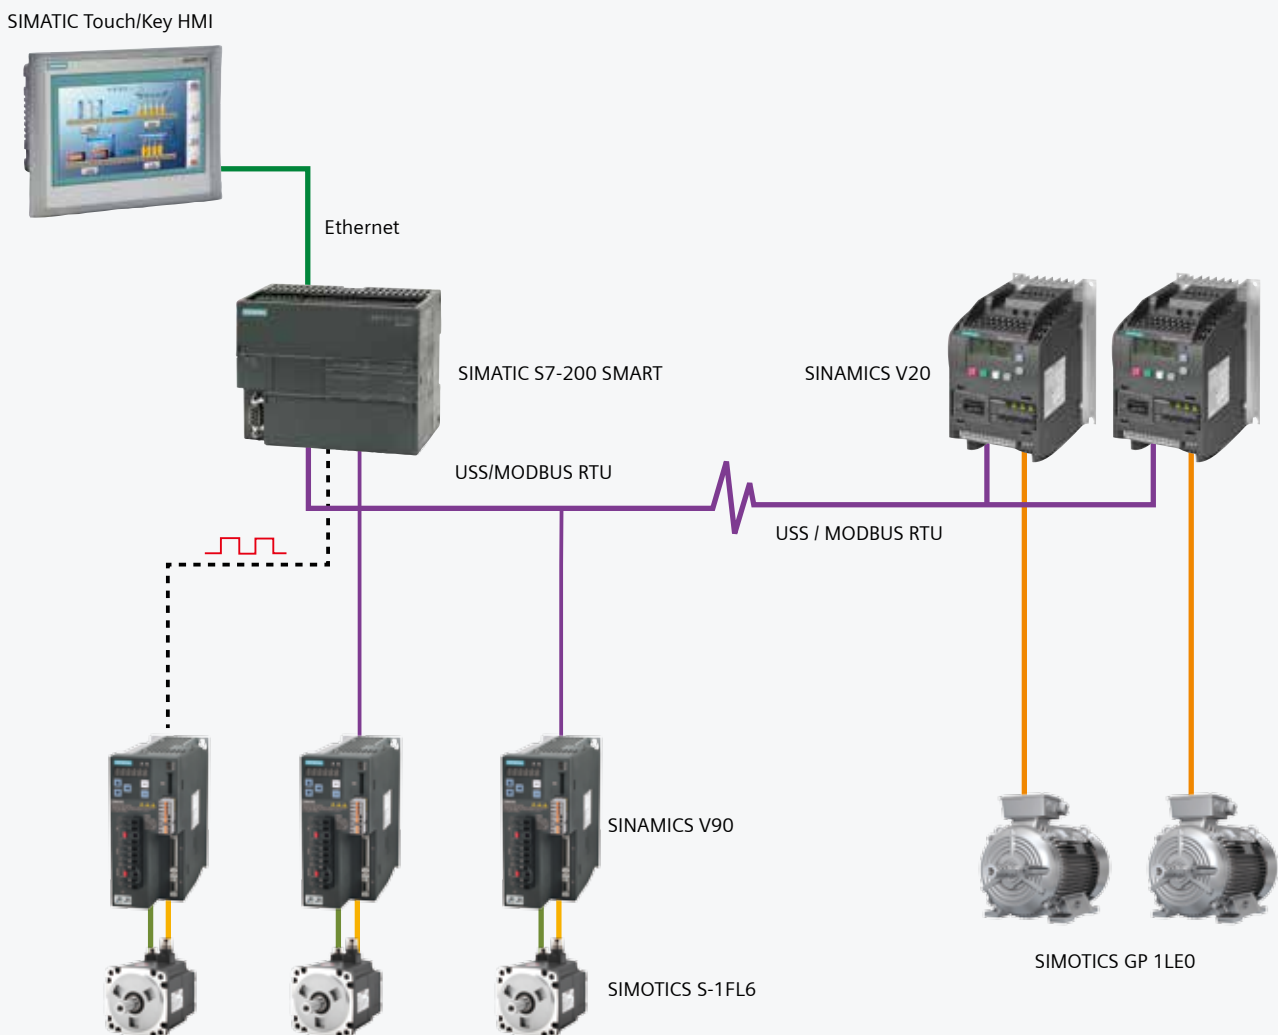 SIMATIC Touch/Key HMI
Ethernet
SIMATIC S7-200 SMART
SINAMICS V20
USS/MODBUS RTU
USS / MODBUS RTU
SINAMICS V90
SIMOTICS GP 1LE0
SIMOTICS S-1FL6